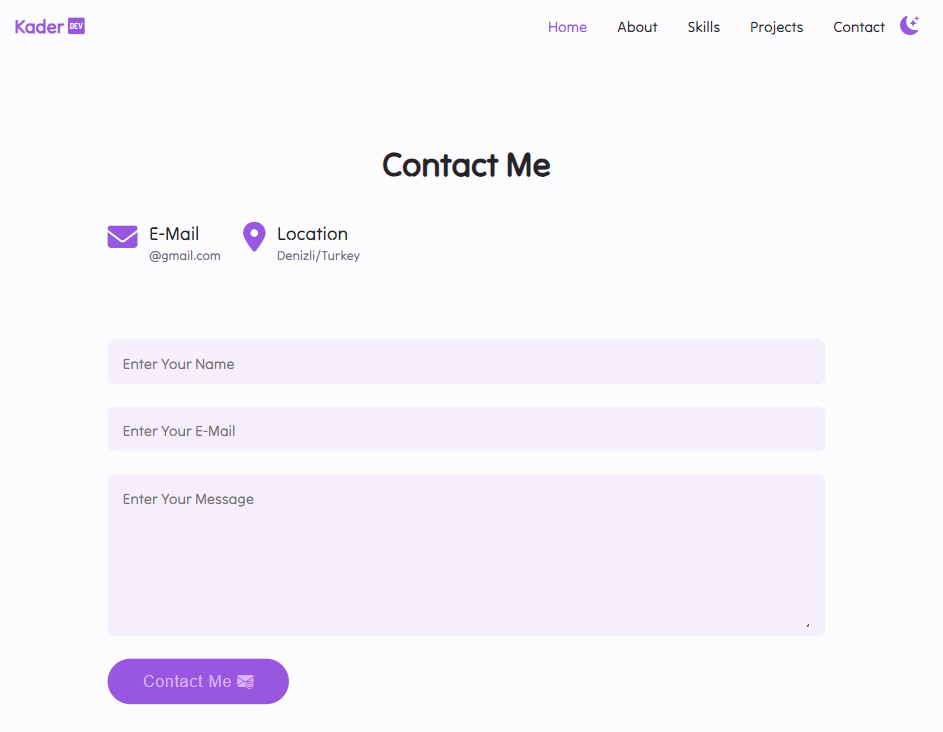 Kader DEV
Home About Skills Projects Contact
Contact Me
E-Mail
@gmail.com
Location
Denizli/Turkey
Enter Your Name
Enter Your E-Mail
Enter Your Message
Contact Me